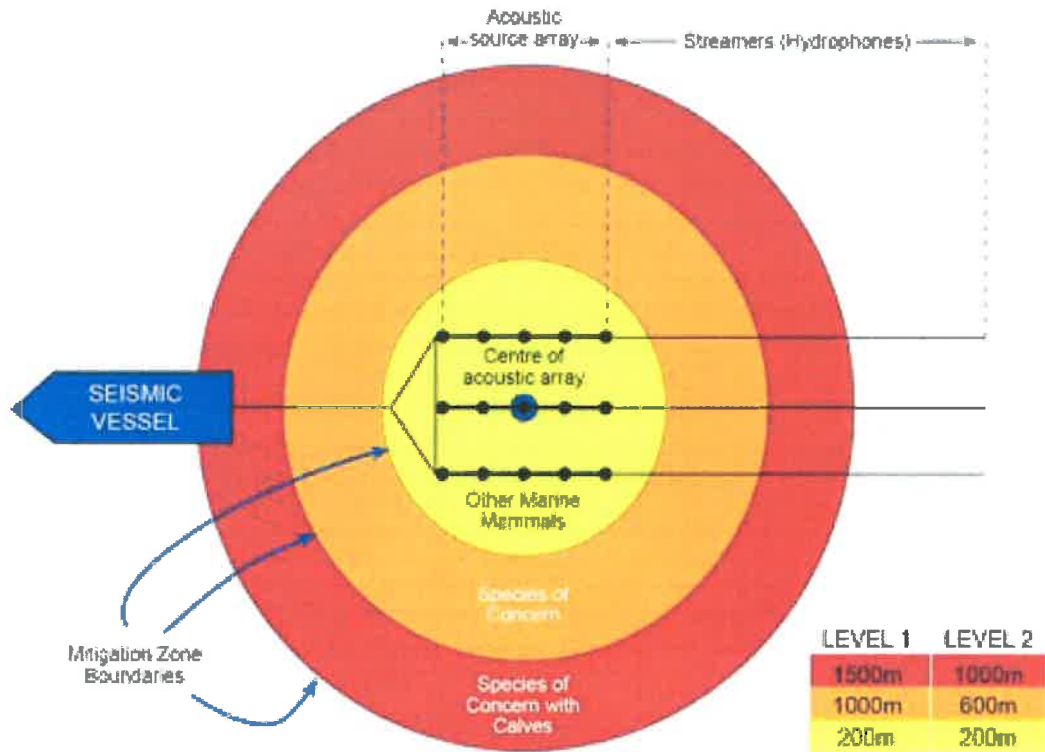 Acoustic
source array
Streamers (Hydrophones)
SEISMIC
VESSEL
Centre of
acoustic array
Other Marine
Mammals
Species of
Concern
Mitigation Zone
Boundaries
Species of
Concern with
Calves
LEVEL 1 LEVEL 2
1500m 1000m
1000m 600m
200m 200m